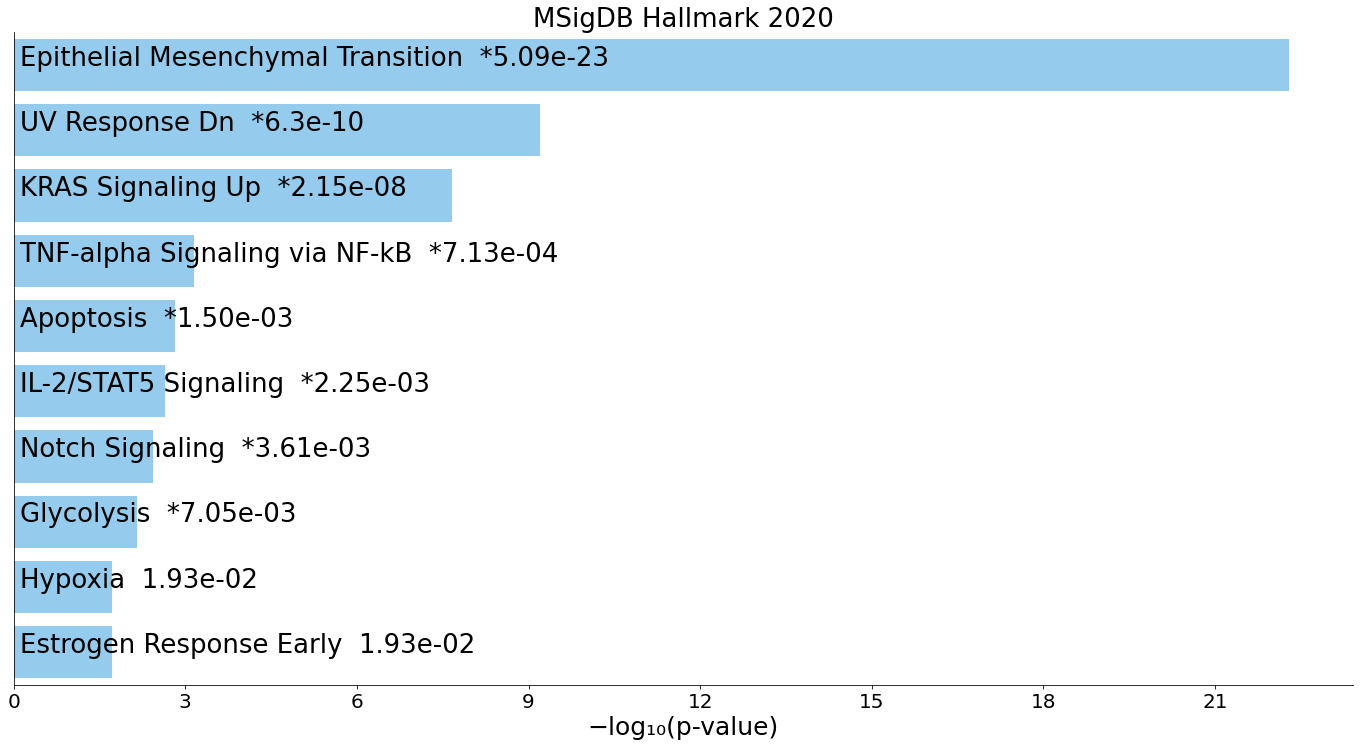 MSigDB Hallmark 2020
Epithelial Mesenchymal Transition  *5.09e-23
UV Response Dn  *6.3e-10
KRAS Signaling Up  *2.15e-08
TNF-alpha Signaling via NF-kB  *7.13e-04
Apoptosis  *1.50e-03
IL-2/STAT5 Signaling  *2.25e-03
Notch Signaling  *3.61e-03
Glycolysis  *7.05e-03
Hypoxia  1.93e-02
Estrogen Response Early  1.93e-02
0 3 6 9 12 15 18 21
−log₁₀(p-value)